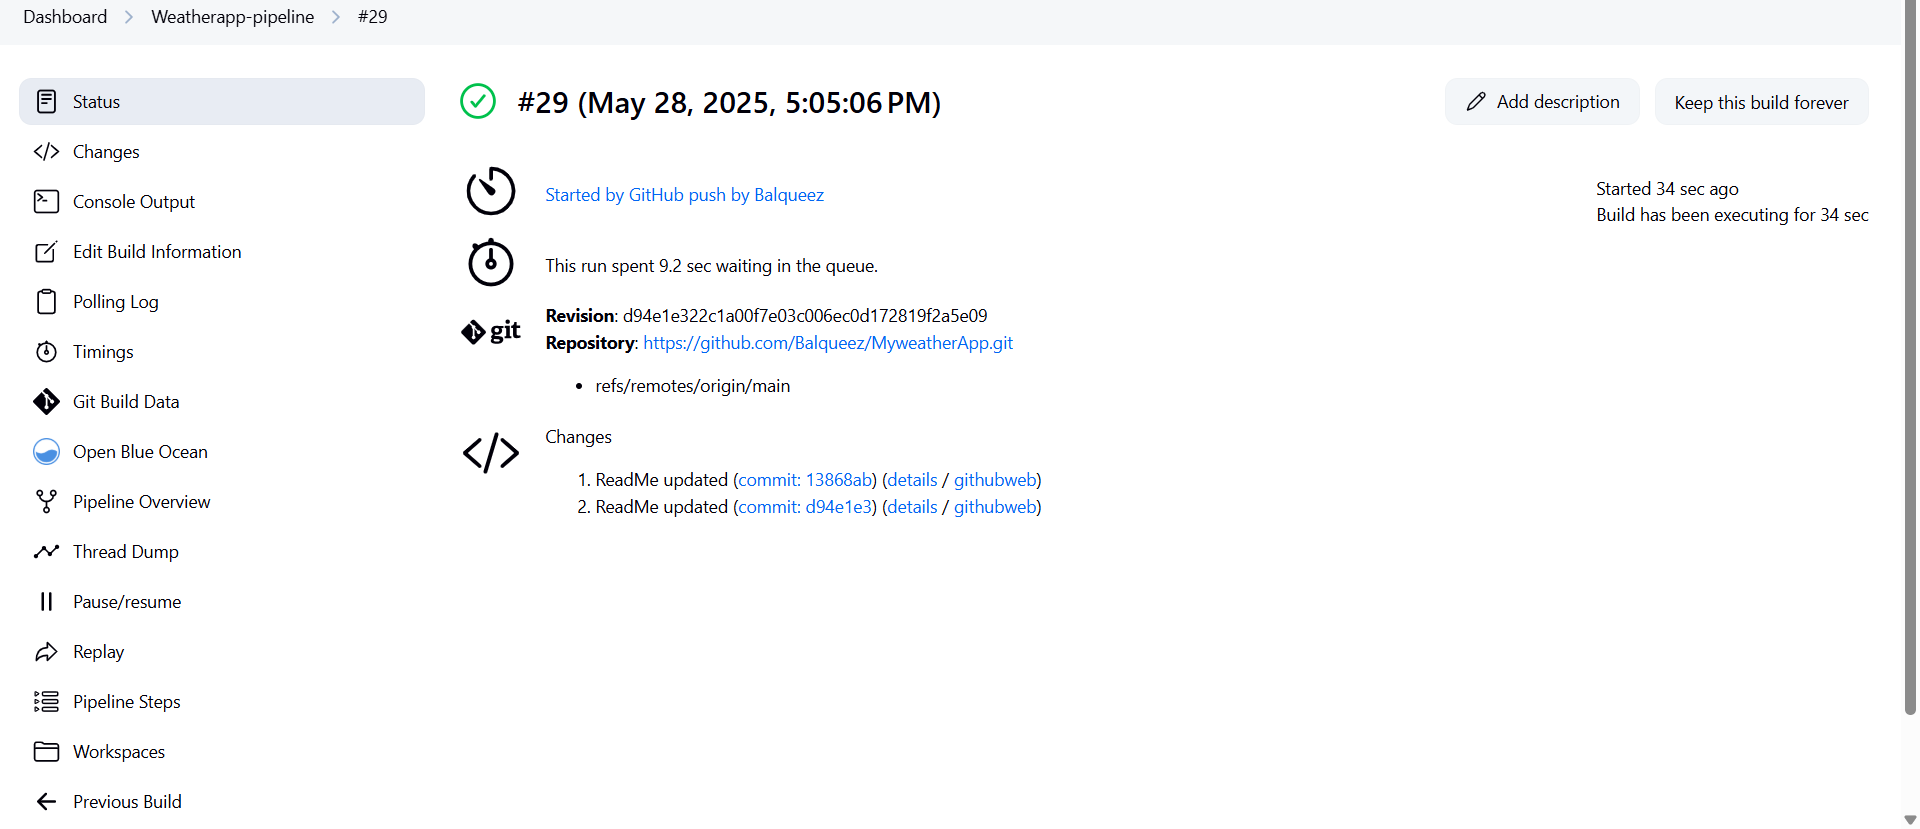 Dashboard > Weatherapp-pipeline > #29
Status
Changes
Console Output
Edit Build Information
Polling Log
Timings
Git Build Data
Open Blue Ocean
Pipeline Overview
Thread Dump
Pause/resume
Replay
Pipeline Steps
Workspaces
Previous Build
#29 (May 28, 2025, 5:05:06 PM)
Add description
Keep this build forever
Started by GitHub push by Balqueez
Started 34 sec ago
Build has been executing for 34 sec
This run spent 9.2 sec waiting in the queue.
git
Revision: d94e1e322c1a00f7e03c006ec0d172819f2a5e09
Repository: https://github.com/Balqueez/MyweatherApp.git
• refs/remotes/origin/main
Changes
1. ReadMe updated (commit: 13868ab) (details / githubweb)
2. ReadMe updated (commit: d94e1e3) (details / githubweb)